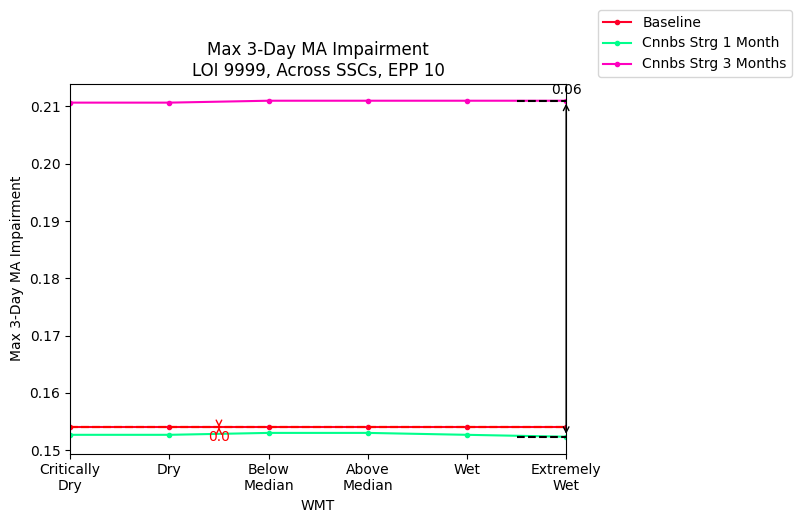 Baseline
Cnnbs Strg 1 Month
Cnnbs Strg 3 Months
Max 3-Day MA Impairment
LOI 9999, Across SSCs, EPP 10
0.06
0.21
0.20
0.19
0.18
0.17
0.16
0.15
Max 3-Day MA Impairment
0.0
Critically
Dry
Dry
Below
Median
Above
Median
Wet
Extremely
Wet
WMT